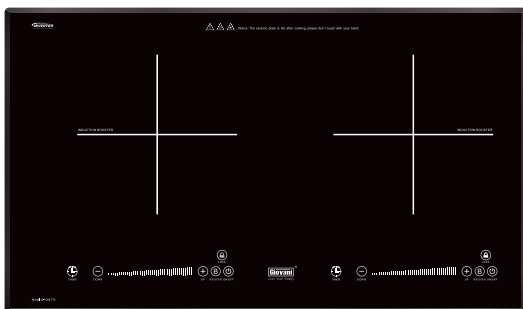 INVERTER
Notice: The ceramic plate is hot after cooking, please don't touch with your hand!
INDUCTION BOOSTER
INDUCTION BOOSTER
LOCK
LOCK
B
B
TIMER
DOWN
UP
BOOSTER
ON/OFF
Giovani
TIMER
DOWN
UP
BOOSTER
ON/OFF